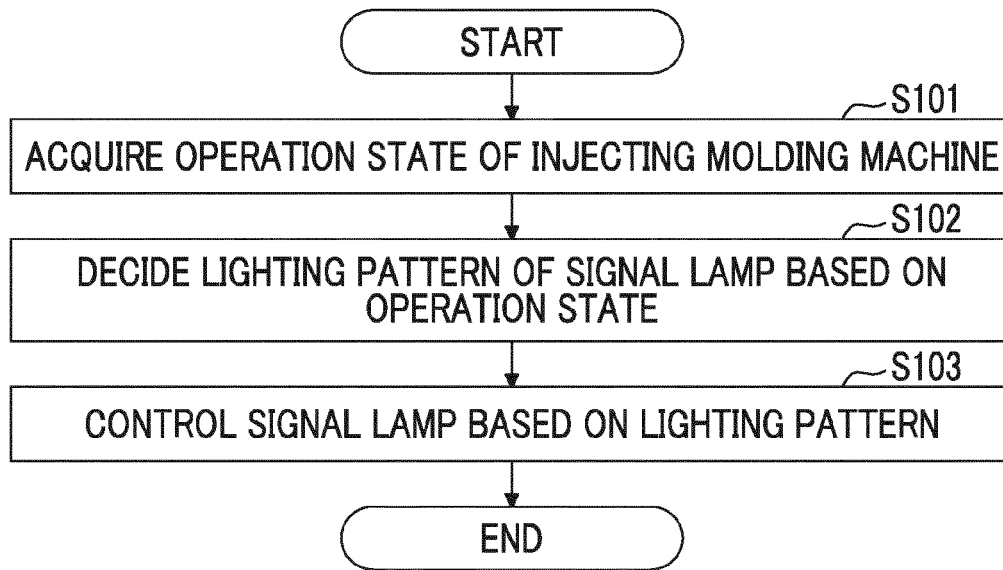 START
S101
ACQUIRE OPERATION STATE OF INJECTING MOLDING MACHINE
S102
DECIDE LIGHTING PATTERN OF SIGNAL LAMP BASED ON
OPERATION STATE
S103
CONTROL SIGNAL LAMP BASED ON LIGHTING PATTERN
END